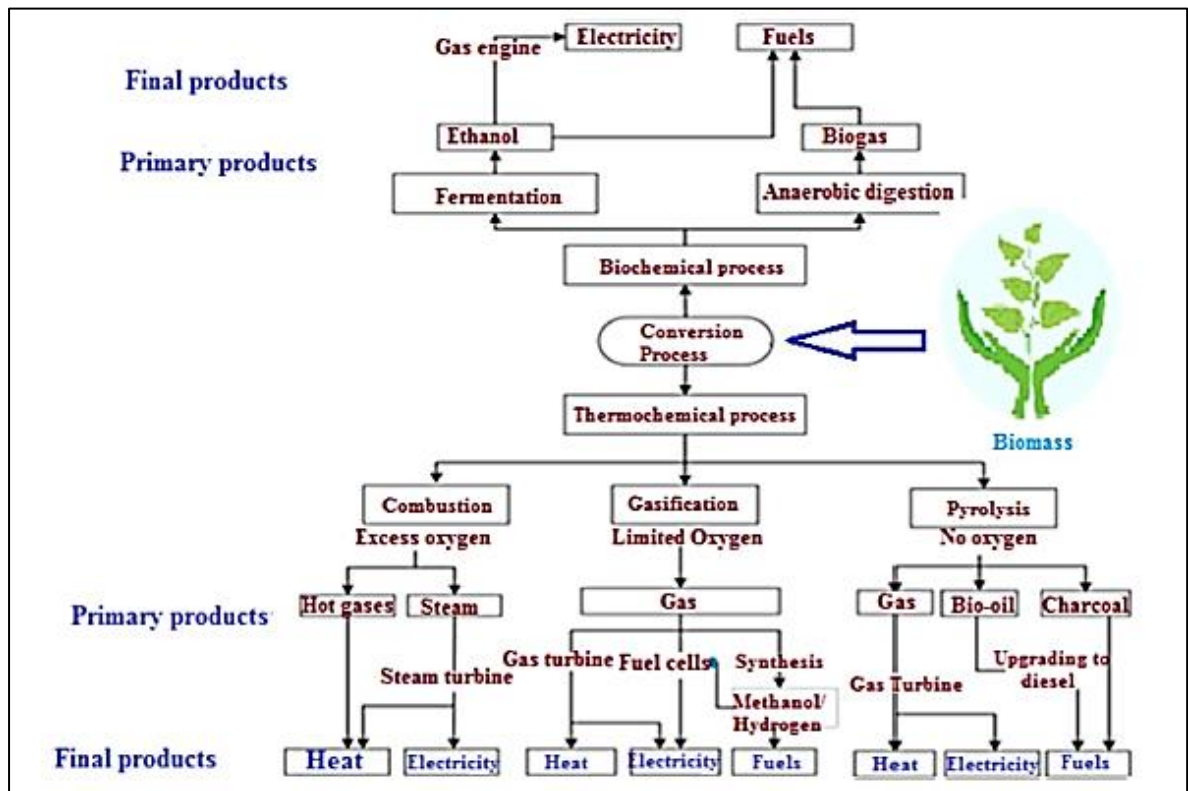 Electricity
Fuels
Gas engine
Final products
Ethanol
Biogas
Primary products
Fermentation
Anaerobic digestion
Biochemical process
Conversion
Process
Thermochemical process
Biomass
Combustion
Gasification
Pyrolysis
Excess oxygen
Limited Oxygen
No oxygen
Primary products
Hot gases
Steam
Gas
Gas
Bio-oil
Charcoal
Gas turbine
Fuel cells
Synthesis
Upgrading to
diesel
Steam turbine
Gas Turbine
Methanol/
Hydrogen
Final products
Heat
Electricity
Heat
Electricity
Fuels
Heat
Electricity
Fuels